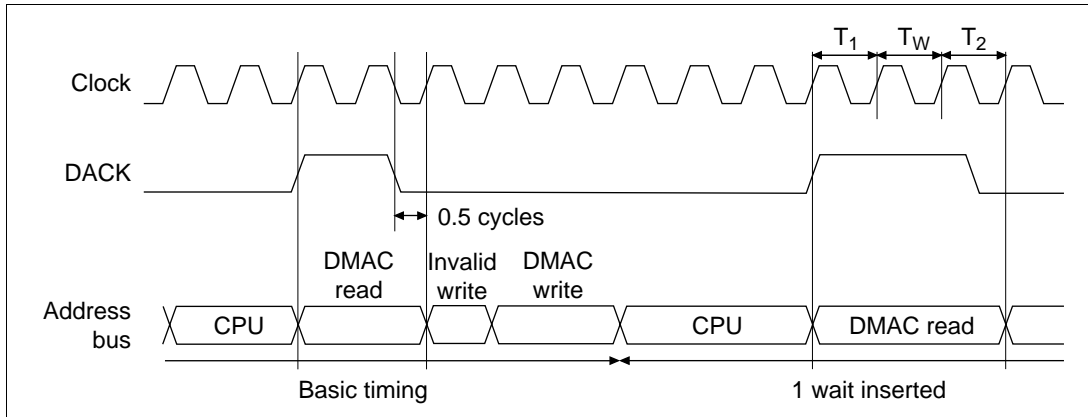 T1 TW T2
Clock
DACK
0.5 cycles
DMAC read
Invalid write
DMAC write
Address bus
CPU
CPU
DMAC read
Basic timing
1 wait inserted